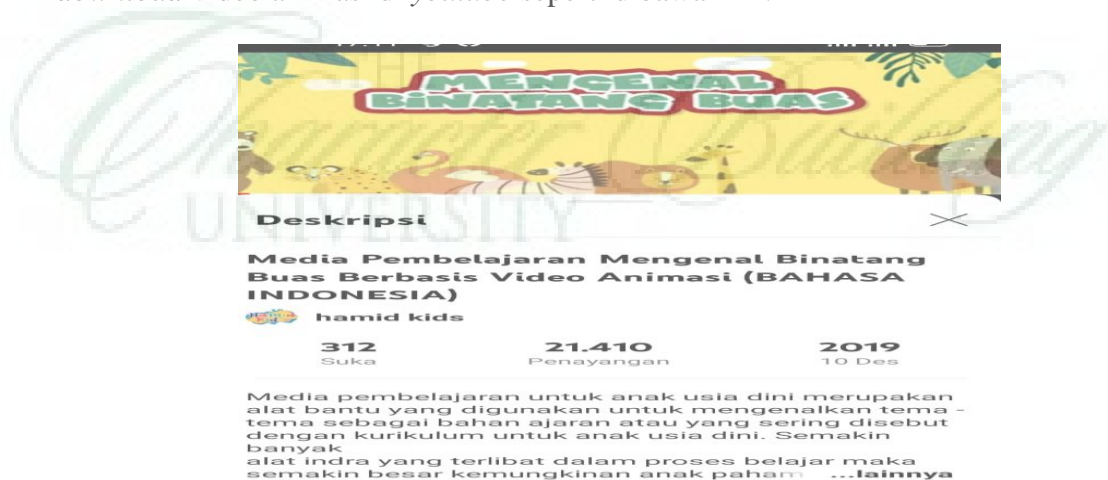 MENGENAL
BINATANG BUAS
Deskripsi
Media Pembelajaran Mengenal Binatang
Buas Berbasis Video Animasi (BAHASA
INDONESIA)
hamid kids
312 21.410 2019
Suka Penayangan 10 Des
Media pembelajaran untuk anak usia dini merupakan
alat bantu yang digunakan untuk mengenalkan tema -
tema sebagai bahan ajaran atau yang sering disebut
dengan kurikulum untuk anak usia dini. Semakin
banyak
alat indra yang terlibat dalam proses belajar maka
semakin besar kemungkinan anak paham ...lainnya
Character Building
UNIVERSITY